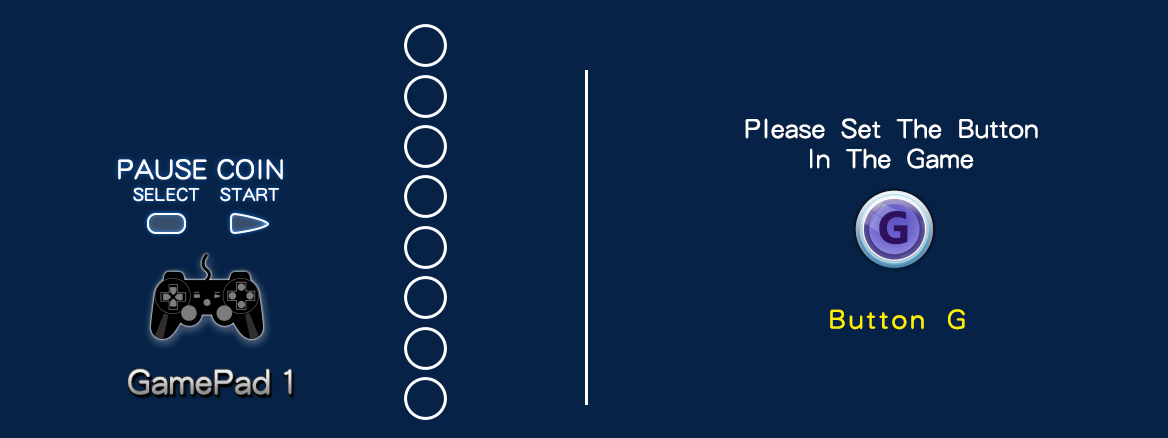 PAUSE COIN
SELECT START
GamePad 1
Please Set The Button
In The Game
G
Button G